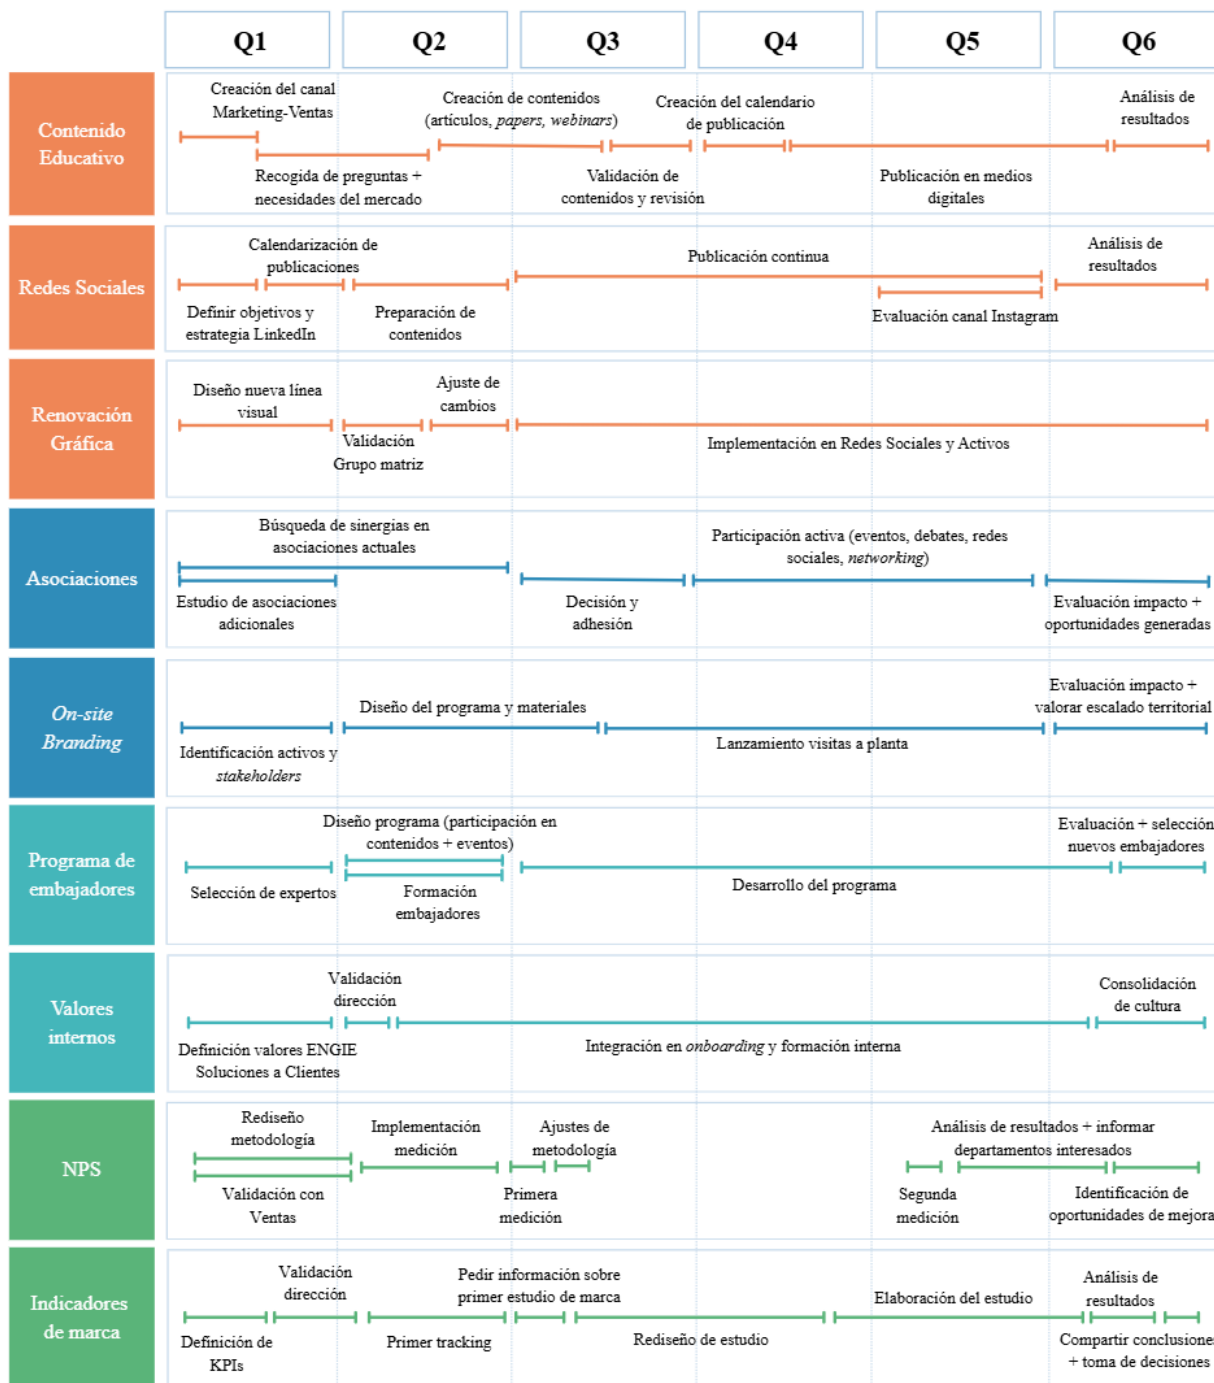 Q1
Q2
Q3
Q4
Q5
Q6
Contenido
Educativo
Creación del canal
Marketing-Ventas
Recogida de preguntas +
necesidades del mercado
Creación de contenidos
(artículos, papers, webinars)
Validación de
contenidos y revisión
Creación del calendario
de publicación
Publicación en medios
digitales
Análisis de
resultados
Redes Sociales
Definir objetivos y
estrategia LinkedIn
Calendarización de
publicaciones
Preparación de
contenidos
Publicación continua
Evaluación canal Instagram
Análisis de
resultados
Renovación
Gráfica
Diseño nueva línea
visual
Validación
Grupo matriz
Ajuste de
cambios
Implementación en Redes Sociales y Activos
Asociaciones
Búsqueda de sinergias en
asociaciones actuales
Estudio de asociaciones
adicionales
Decisión y
adhesión
Participación activa (eventos, debates, redes
sociales, networking)
Evaluación impacto +
oportunidades generadas
On-site
Branding
Identificación activos y
stakeholders
Diseño del programa y materiales
Lanzamiento visitas a planta
Evaluación impacto +
valorar escalado territorial
Programa de
embajadores
Selección de expertos
Diseño programa (participación en
contenidos + eventos)
Formación
embajadores
Desarrollo del programa
Evaluación + selección
nuevos embajadores
Valores
internos
Definición valores ENGIE
Soluciones a Clientes
Validación
dirección
Integración en onboarding y formación interna
Consolidación
de cultura
NPS
Rediseño
metodología
Validación con
Ventas
Implementación
medición
Primera
medición
Ajustes de
metodología
Segunda
medición
Análisis de resultados + informar
departamentos interesados
Identificación de
oportunidades de mejora
Indicadores
de marca
Definición de
KPIs
Validación
dirección
Primer tracking
Pedir información sobre
primer estudio de marca
Rediseño de estudio
Elaboración del estudio
Análisis de
resultados
Compartir conclusiones
+ toma de decisiones